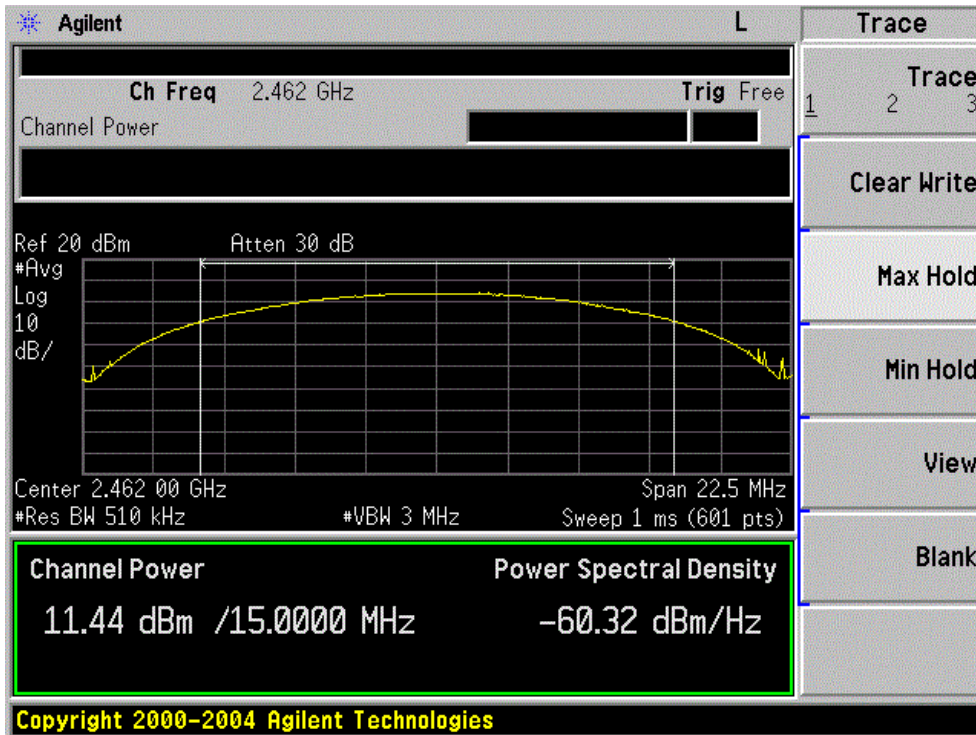 Agilent
L
Trace
Ch Freq 2.462 GHz
Trig Free
Channel Power
Trace
1 2 3
Clear Write
Max Hold
Min Hold
View
Blank
Ref 20 dBm
Atten 30 dB
#Avg
Log
10
dB/
Center 2.462 00 GHz
Span 22.5 MHz
#Res BW 510 kHz
#VBW 3 MHz
Sweep 1 ms (601 pts)
Channel Power
Power Spectral Density
11.44 dBm /15.0000 MHz
-60.32 dBm/Hz
Copyright 2000-2004 Agilent Technologies